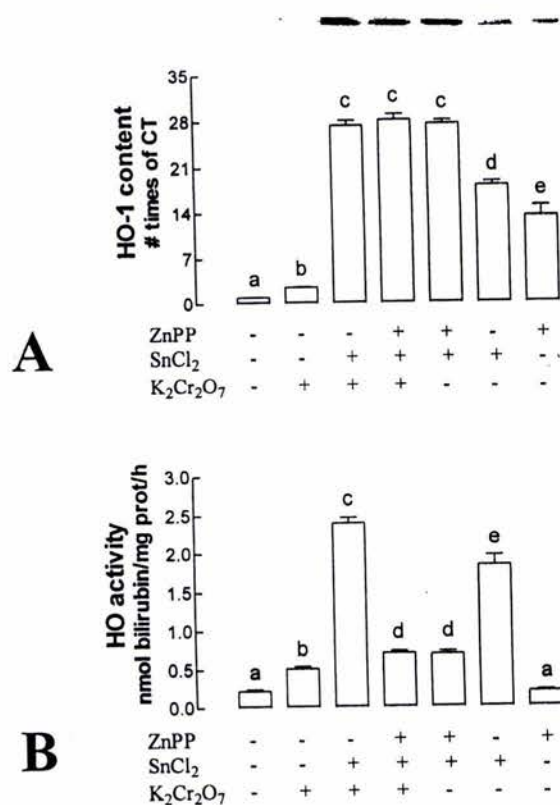 35
c c c
28
21
d
e
14
7
b
a
0
HO-1 content
# times of CT
ZnPP - - - + + - +
SnCl₂ - - + + + + -
K₂Cr₂O₇ - + + + - - -
A
3.0
c
2.5
e
2.0
1.5
1.0
d d
b
0.5
a a
0.0
HO activity
nmol bilirubin/mg prot/h
ZnPP - - - + + - +
SnCl₂ - - + + + + -
K₂Cr₂O₇ - + + + - - -
B